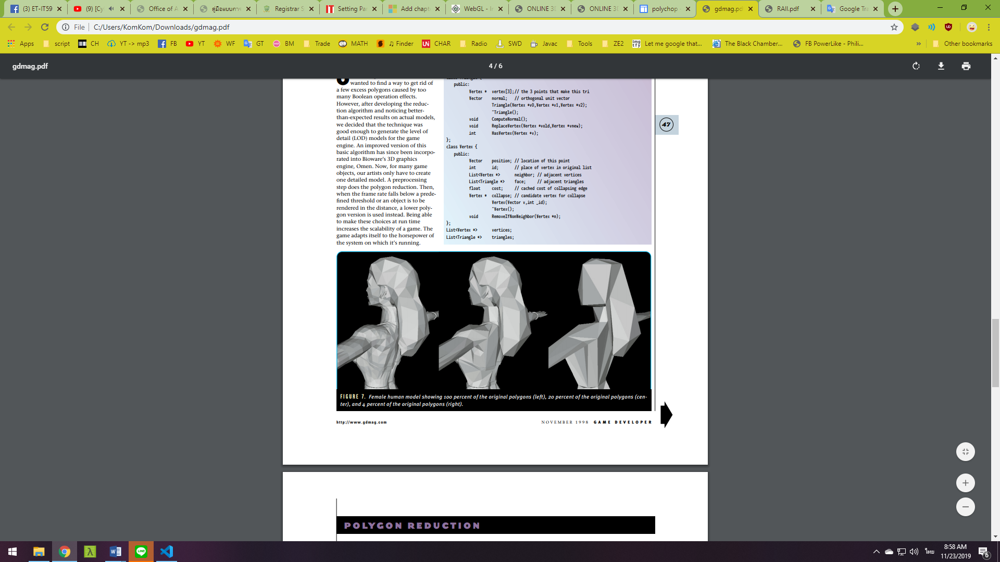 (3) ET-IT59
(9) [Cy
Office of A
คู่มือแบบการ
Registrar S
Setting Par
Add chapt
WebGL - In
ONLINE 3D
ONLINE 3D
polychop -
gdmag.pd
RAII.pdf
Google Tra
File
C:/Users/KomKom/Downloads/gdmag.pdf
Apps
script
CH
YT -> mp3
FB
YT
WF
GT
BM
Trade
MATH
♫ Finder
CHAR
Radio
SWD
Javac
Tools
ZE2
Let me google that...
The Black Chamber...
FB PowerLike - Phili...
»
Other bookmarks
gdmag.pdf
4 / 6
wanted to find a way to get rid of
a few excess polygons caused by too
many Boolean operation effects.
However, after developing the reduc-
tion algorithm and noticing better-
than-expected results on actual models,
we decided that the technique was
good enough to generate the level of
detail (LOD) models for the game
engine. An improved version of this
basic algorithm has since been incorpo-
rated into Bioware's 3D graphics
engine, Omen. Now, for many game
objects, our artists only have to create
one detailed model. A preprocessing
step does the polygon reduction. Then,
when the frame rate falls below a prede-
fined threshold or an object is to be
rendered in the distance, a lower poly-
gon version is used instead. Being able
to make these choices at run time
increases the scalability of a game. The
game adapts itself to the horsepower of
the system on which it's running.
public:
Vertex * vertex[3];// the 3 points that make this tri
Vector normal; // orthogonal unit vector
Triangle(Vertex *v0,Vertex *v1,Vertex *v2);
~Triangle();
void ComputeNormal();
void ReplaceVertex(Vertex *vold,Vertex *vnew);
int HasVertex(Vertex *v);
};
class Vertex {
public:
Vector position; // location of this point
int id; // place of vertex in original list
List<Vertex *> neighbor; // adjacent vertices
List<Triangle *> face; // adjacent triangles
float cost; // cached cost of collapsing edge
Vertex * collapse; // candidate vertex for collapse
Vertex(Vector v,int _id);
~Vertex();
void RemoveIfNonNeighbor(Vertex *n);
};
List<Vertex *> vertices;
List<Triangle *> triangles;
47
FIGURE 7. Female human model showing 100 percent of the original polygons (left), 20 percent of the original polygons (cen-
ter), and 4 percent of the original polygons (right).
http://www.gdmag.com
NOVEMBER 1998 GAME DEVELOPER
POLYGON REDUCTION
ไทย
8:58 AM
11/23/2019
6